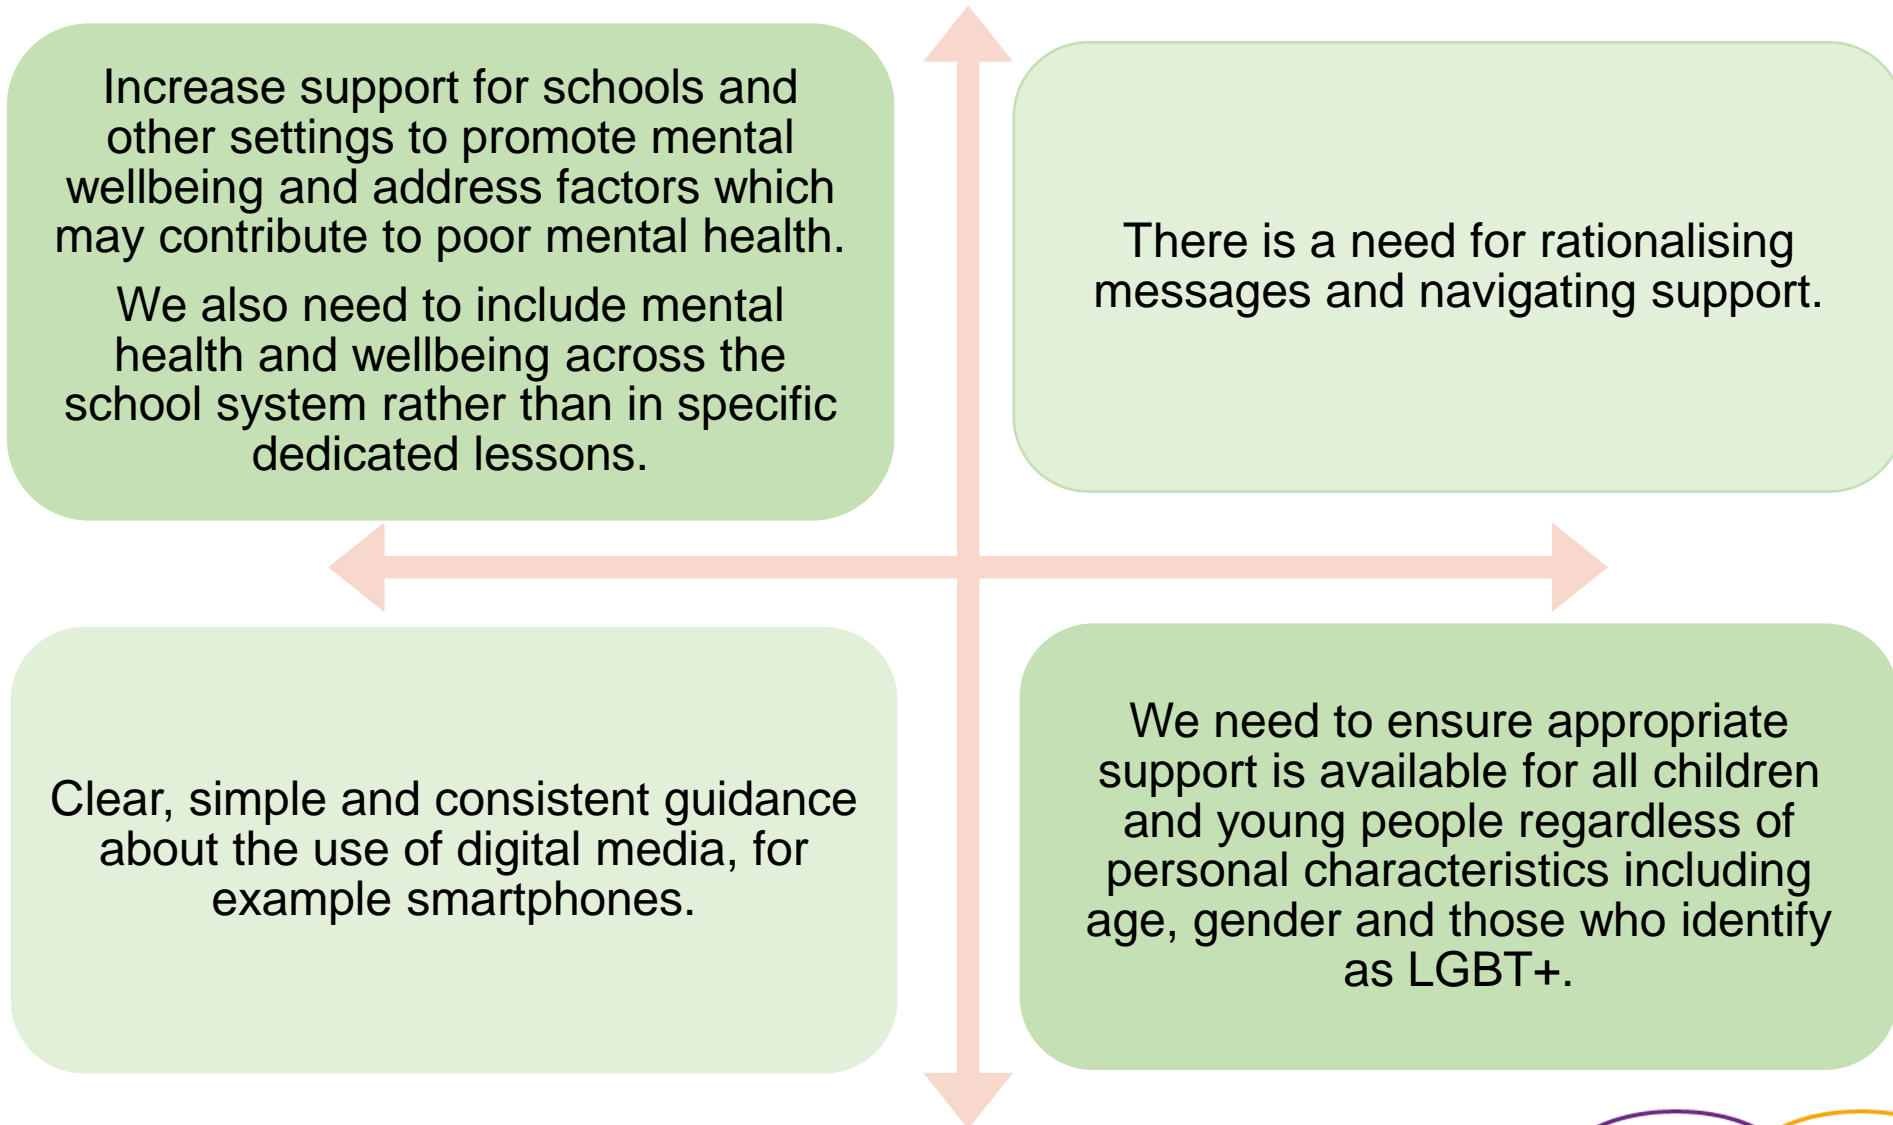 Increase support for schools and
other settings to promote mental
wellbeing and address factors which
may contribute to poor mental health.
We also need to include mental
health and wellbeing across the
school system rather than in specific
dedicated lessons.
There is a need for rationalising
messages and navigating support.
Clear, simple and consistent guidance
about the use of digital media, for
example smartphones.
We need to ensure appropriate
support is available for all children
and young people regardless of
personal characteristics including
age, gender and those who identify
as LGBT+.